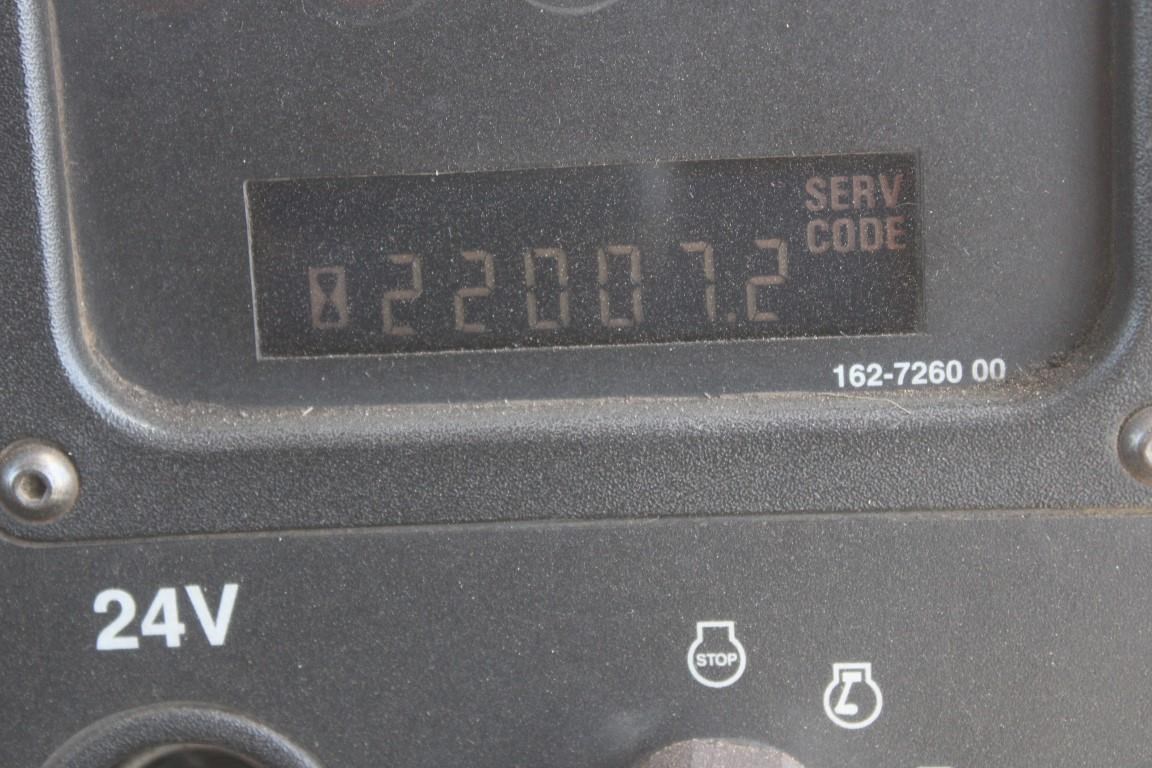 SERV
CODE
22007.2
162-7260 00
24V
STOP